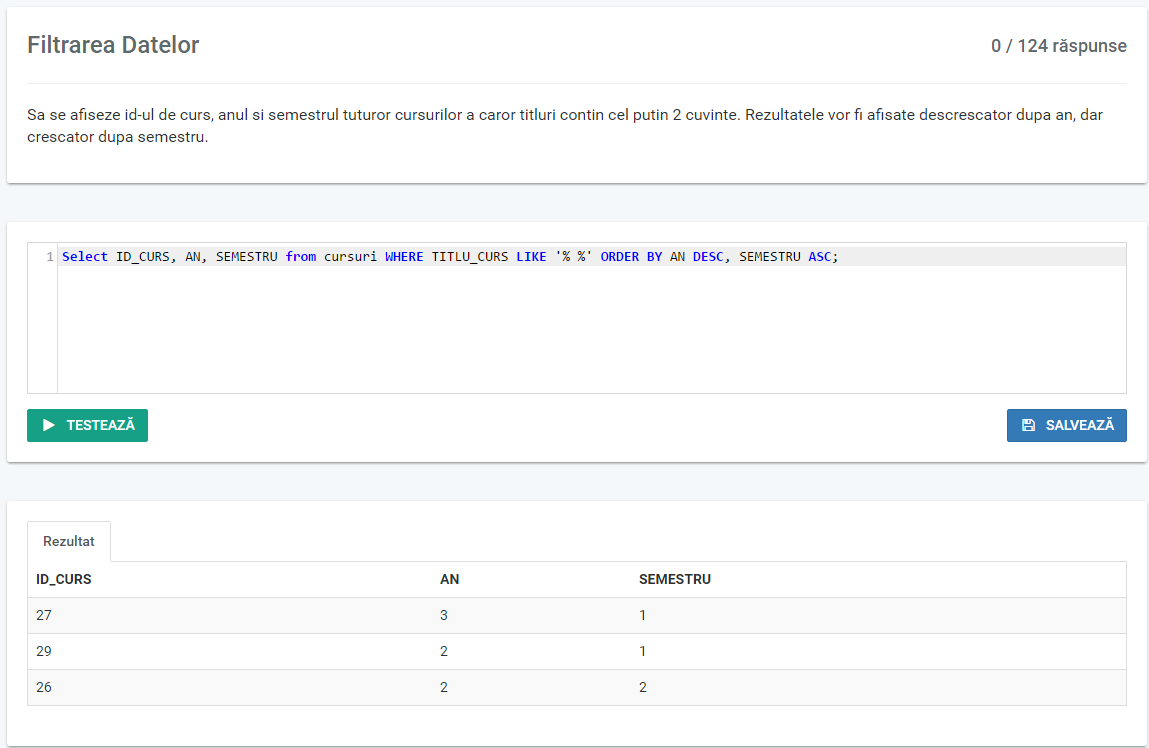 Filtrarea Datelor
0 / 124 răspunse
Sa se afiseze id-ul de curs, anul si semestrul tuturor cursurilor a caror titluri contin cel putin 2 cuvinte. Rezultatele vor fi afisate descrescator dupa an, dar
crescator dupa semestru.
1 Select ID_CURS, AN, SEMESTRU from cursuri WHERE TITLU_CURS LIKE '% %' ORDER BY AN DESC, SEMESTRU ASC;
TESTEAZĂ
SALVEAZĂ
Rezultat
ID_CURS AN SEMESTRU
27 3 1
29 2 1
26 2 2